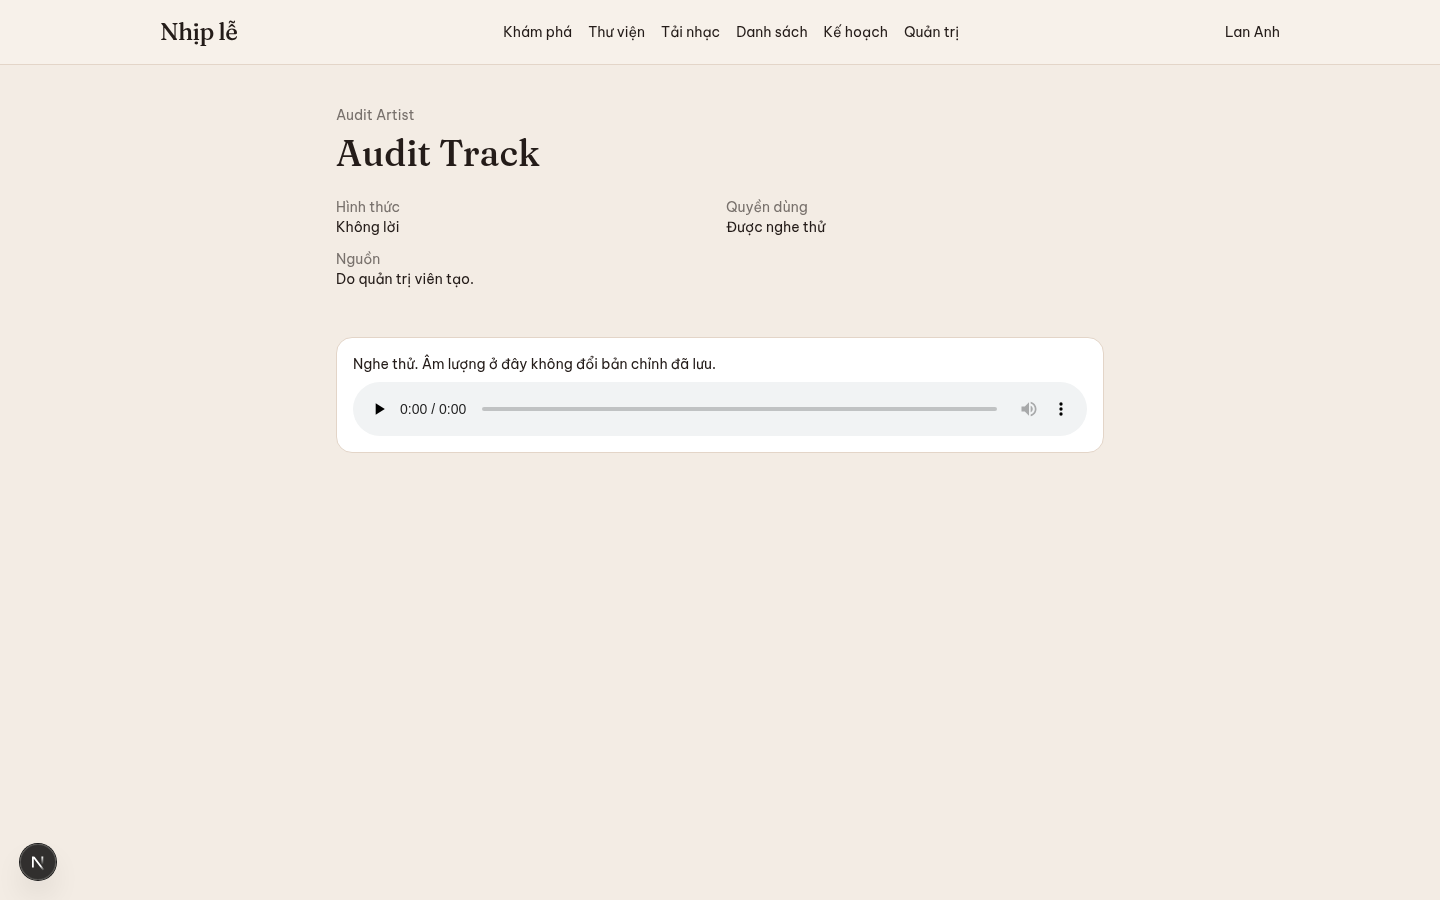 Nhịp lễ
Khám phá Thư viện Tải nhạc Danh sách Kế hoạch Quản trị
Lan Anh
Audit Artist
Audit Track
Hình thức
Không lời
Quyền dùng
Được nghe thử
Nguồn
Do quản trị viên tạo.
Nghe thử. Âm lượng ở đây không đổi bản chỉnh đã lưu.
0:00 / 0:00
N